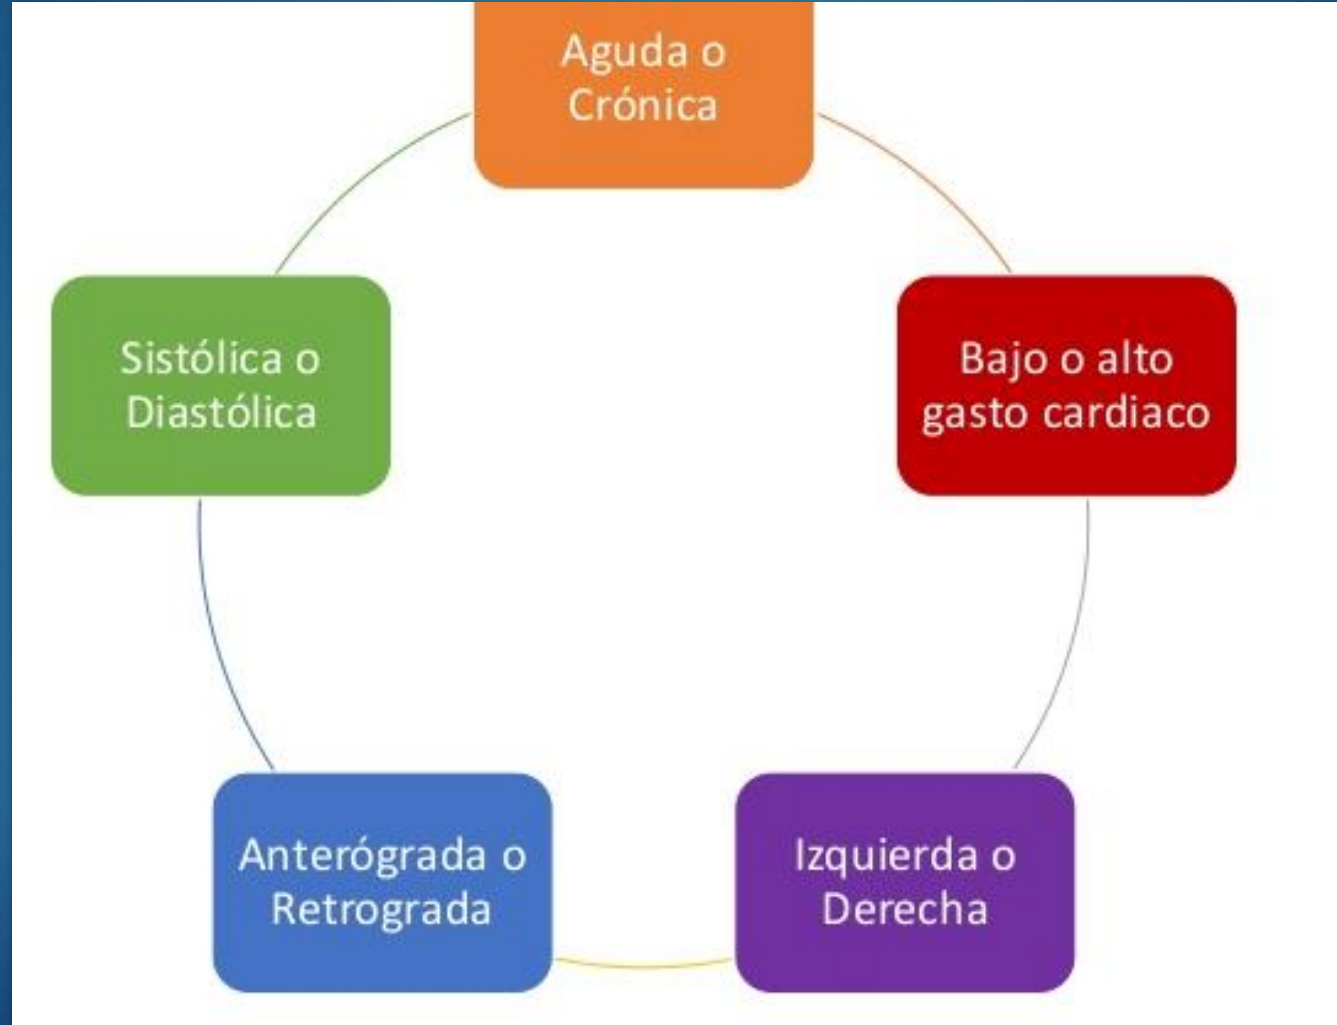 Aguda o
Crónica
Bajo o alto
gasto cardiaco
Izquierda o
Derecha
Anterógrada o
Retrograda
Sistólica o
Diastólica